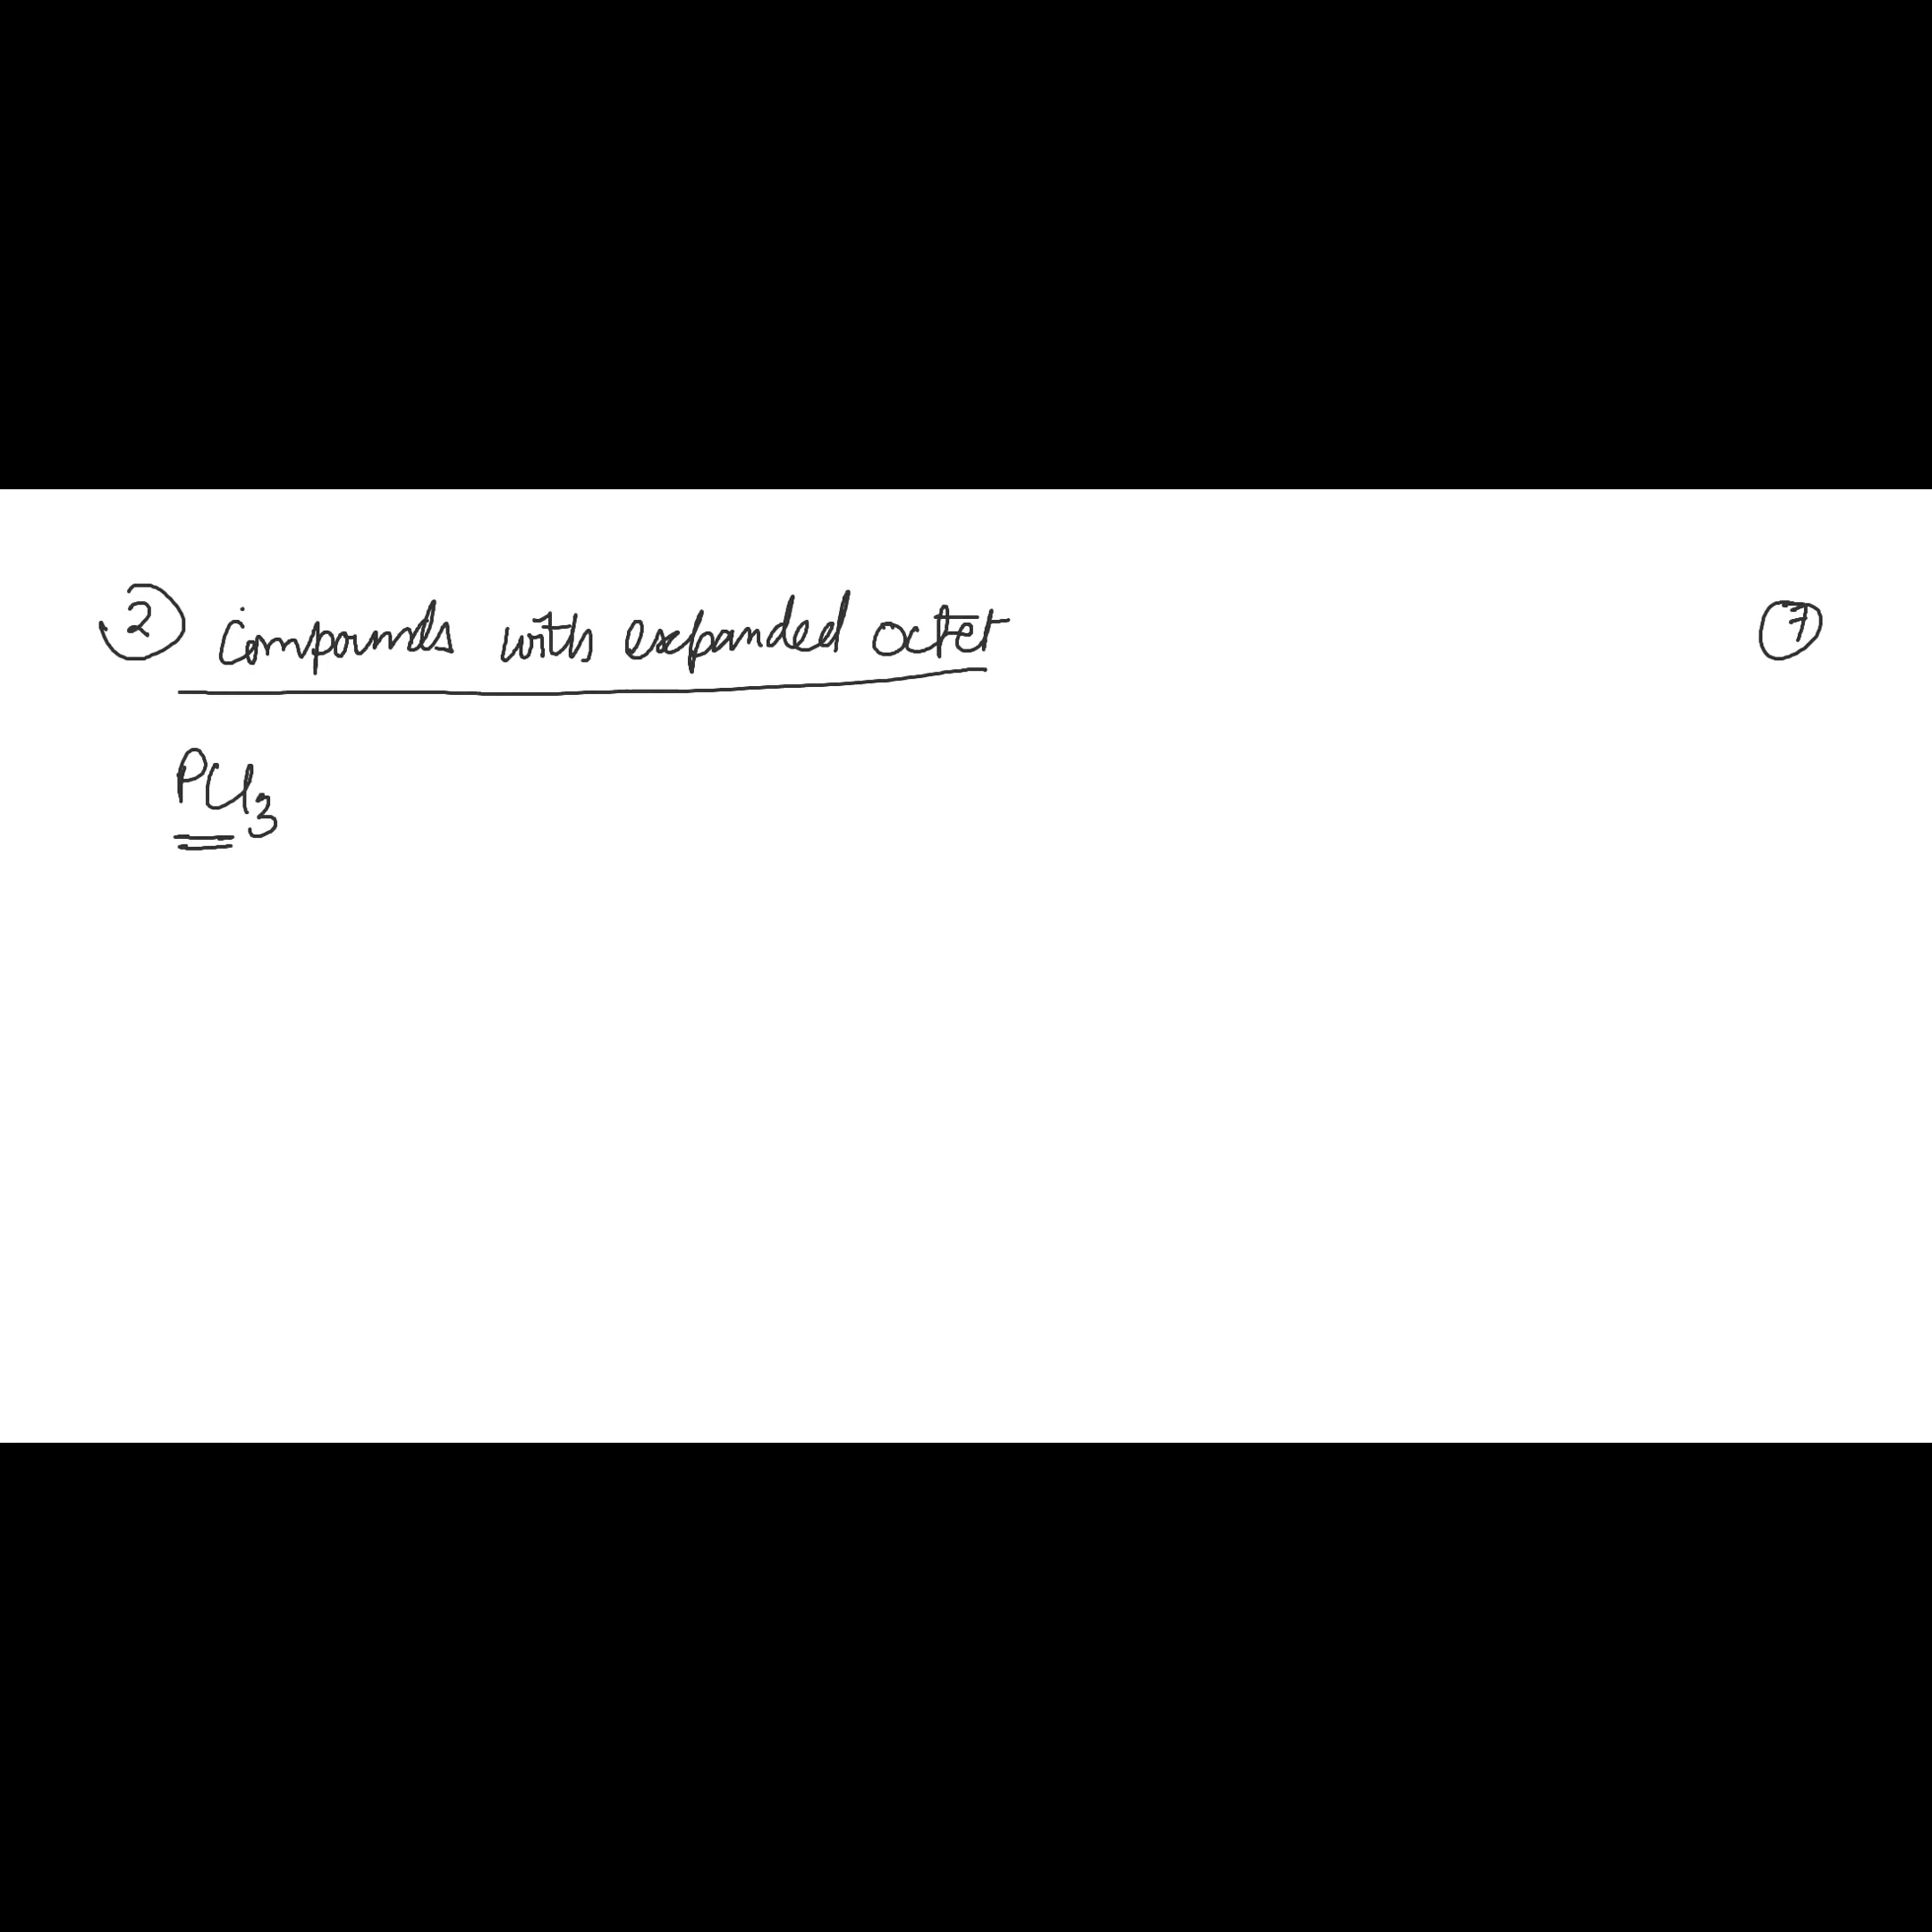 ② Compounds with expanded octet
⑦
PCl₃